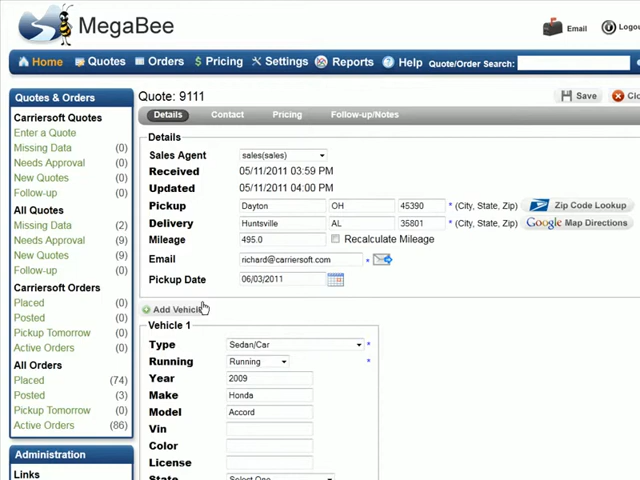 MegaBee
Email
Logou
Home Quotes Orders $ Pricing Settings Reports Help Quote/Order Search:
Quotes & Orders
Carriersoft Quotes
Enter a Quote
Missing Data (0)
Needs Approval (0)
New Quotes (0)
Follow-up (0)
All Quotes
Missing Data (2)
Needs Approval (9)
New Quotes (9)
Follow-up (0)
Carriersoft Orders
Placed (0)
Posted (0)
Pickup Tomorrow (0)
Active Orders (0)
All Orders
Placed (74)
Posted (3)
Pickup Tomorrow (0)
Active Orders (86)
Administration
Links
Quote: 9111
Save
Clo
Details Contact Pricing Follow-up/Notes
Details
Sales Agent sales(sales)
Received 05/11/2011 03:59 PM
Updated 05/11/2011 04:00 PM
Pickup Dayton OH 45390 * (City, State, Zip) Zip Code Lookup
Delivery Huntsville AL 35801 * (City, State, Zip) Google Map Directions
Mileage 495.0 Recalculate Mileage
Email richard@carriersoft.com *
Pickup Date 06/03/2011
Add Vehicle
Vehicle 1
Type Sedan/Car *
Running Running *
Year 2009
Make Honda
Model Accord
Vin
Color
License
State Select One